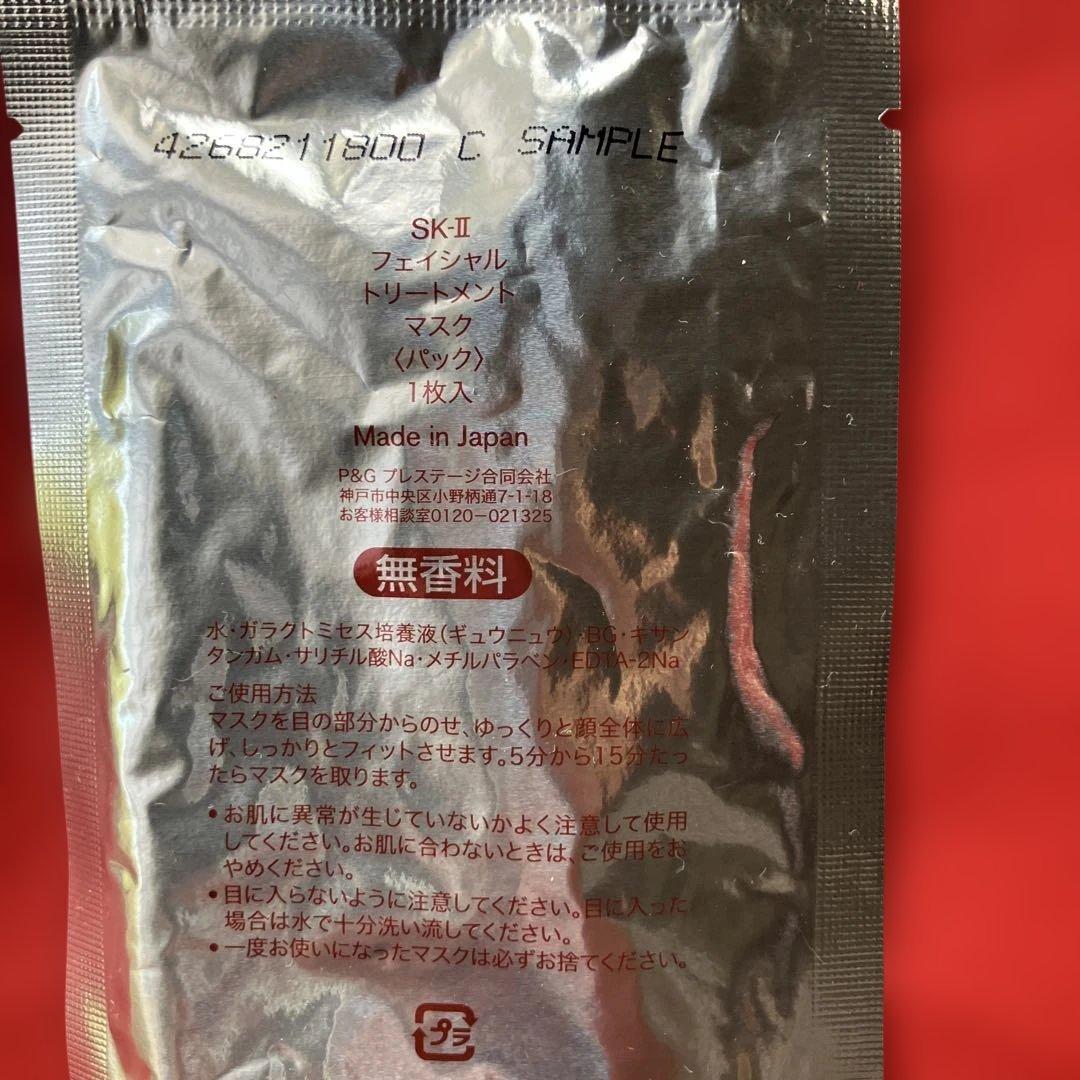 4268211800 C SAMPLE
SK-Ⅱ
フェイシャル
トリートメント
マスク
〈パック〉
1枚入
Made in Japan
P&G プレステージ合同会社
神戸市中央区小野柄通7-1-18
お客様相談室0120-021325
無香料
水・ガラクトミセス培養液(ギュウニュウ)・BG・キサン
タンガム・サリチル酸Na・メチルパラベン・EDTA-2Na
ご使用方法
マスクを目の部分からのせ、ゆっくりと顔全体に広
げ、しっかりとフィットさせます。5分から15分たっ
たらマスクを取ります。
•お肌に異常が生じていないかよく注意して使用
してください。お肌に合わないときは、ご使用をお
やめください。
•目に入らないように注意してください。目に入った
場合は水で十分洗い流してください。
•一度お使いになったマスクは必ずお捨てください。
プラ